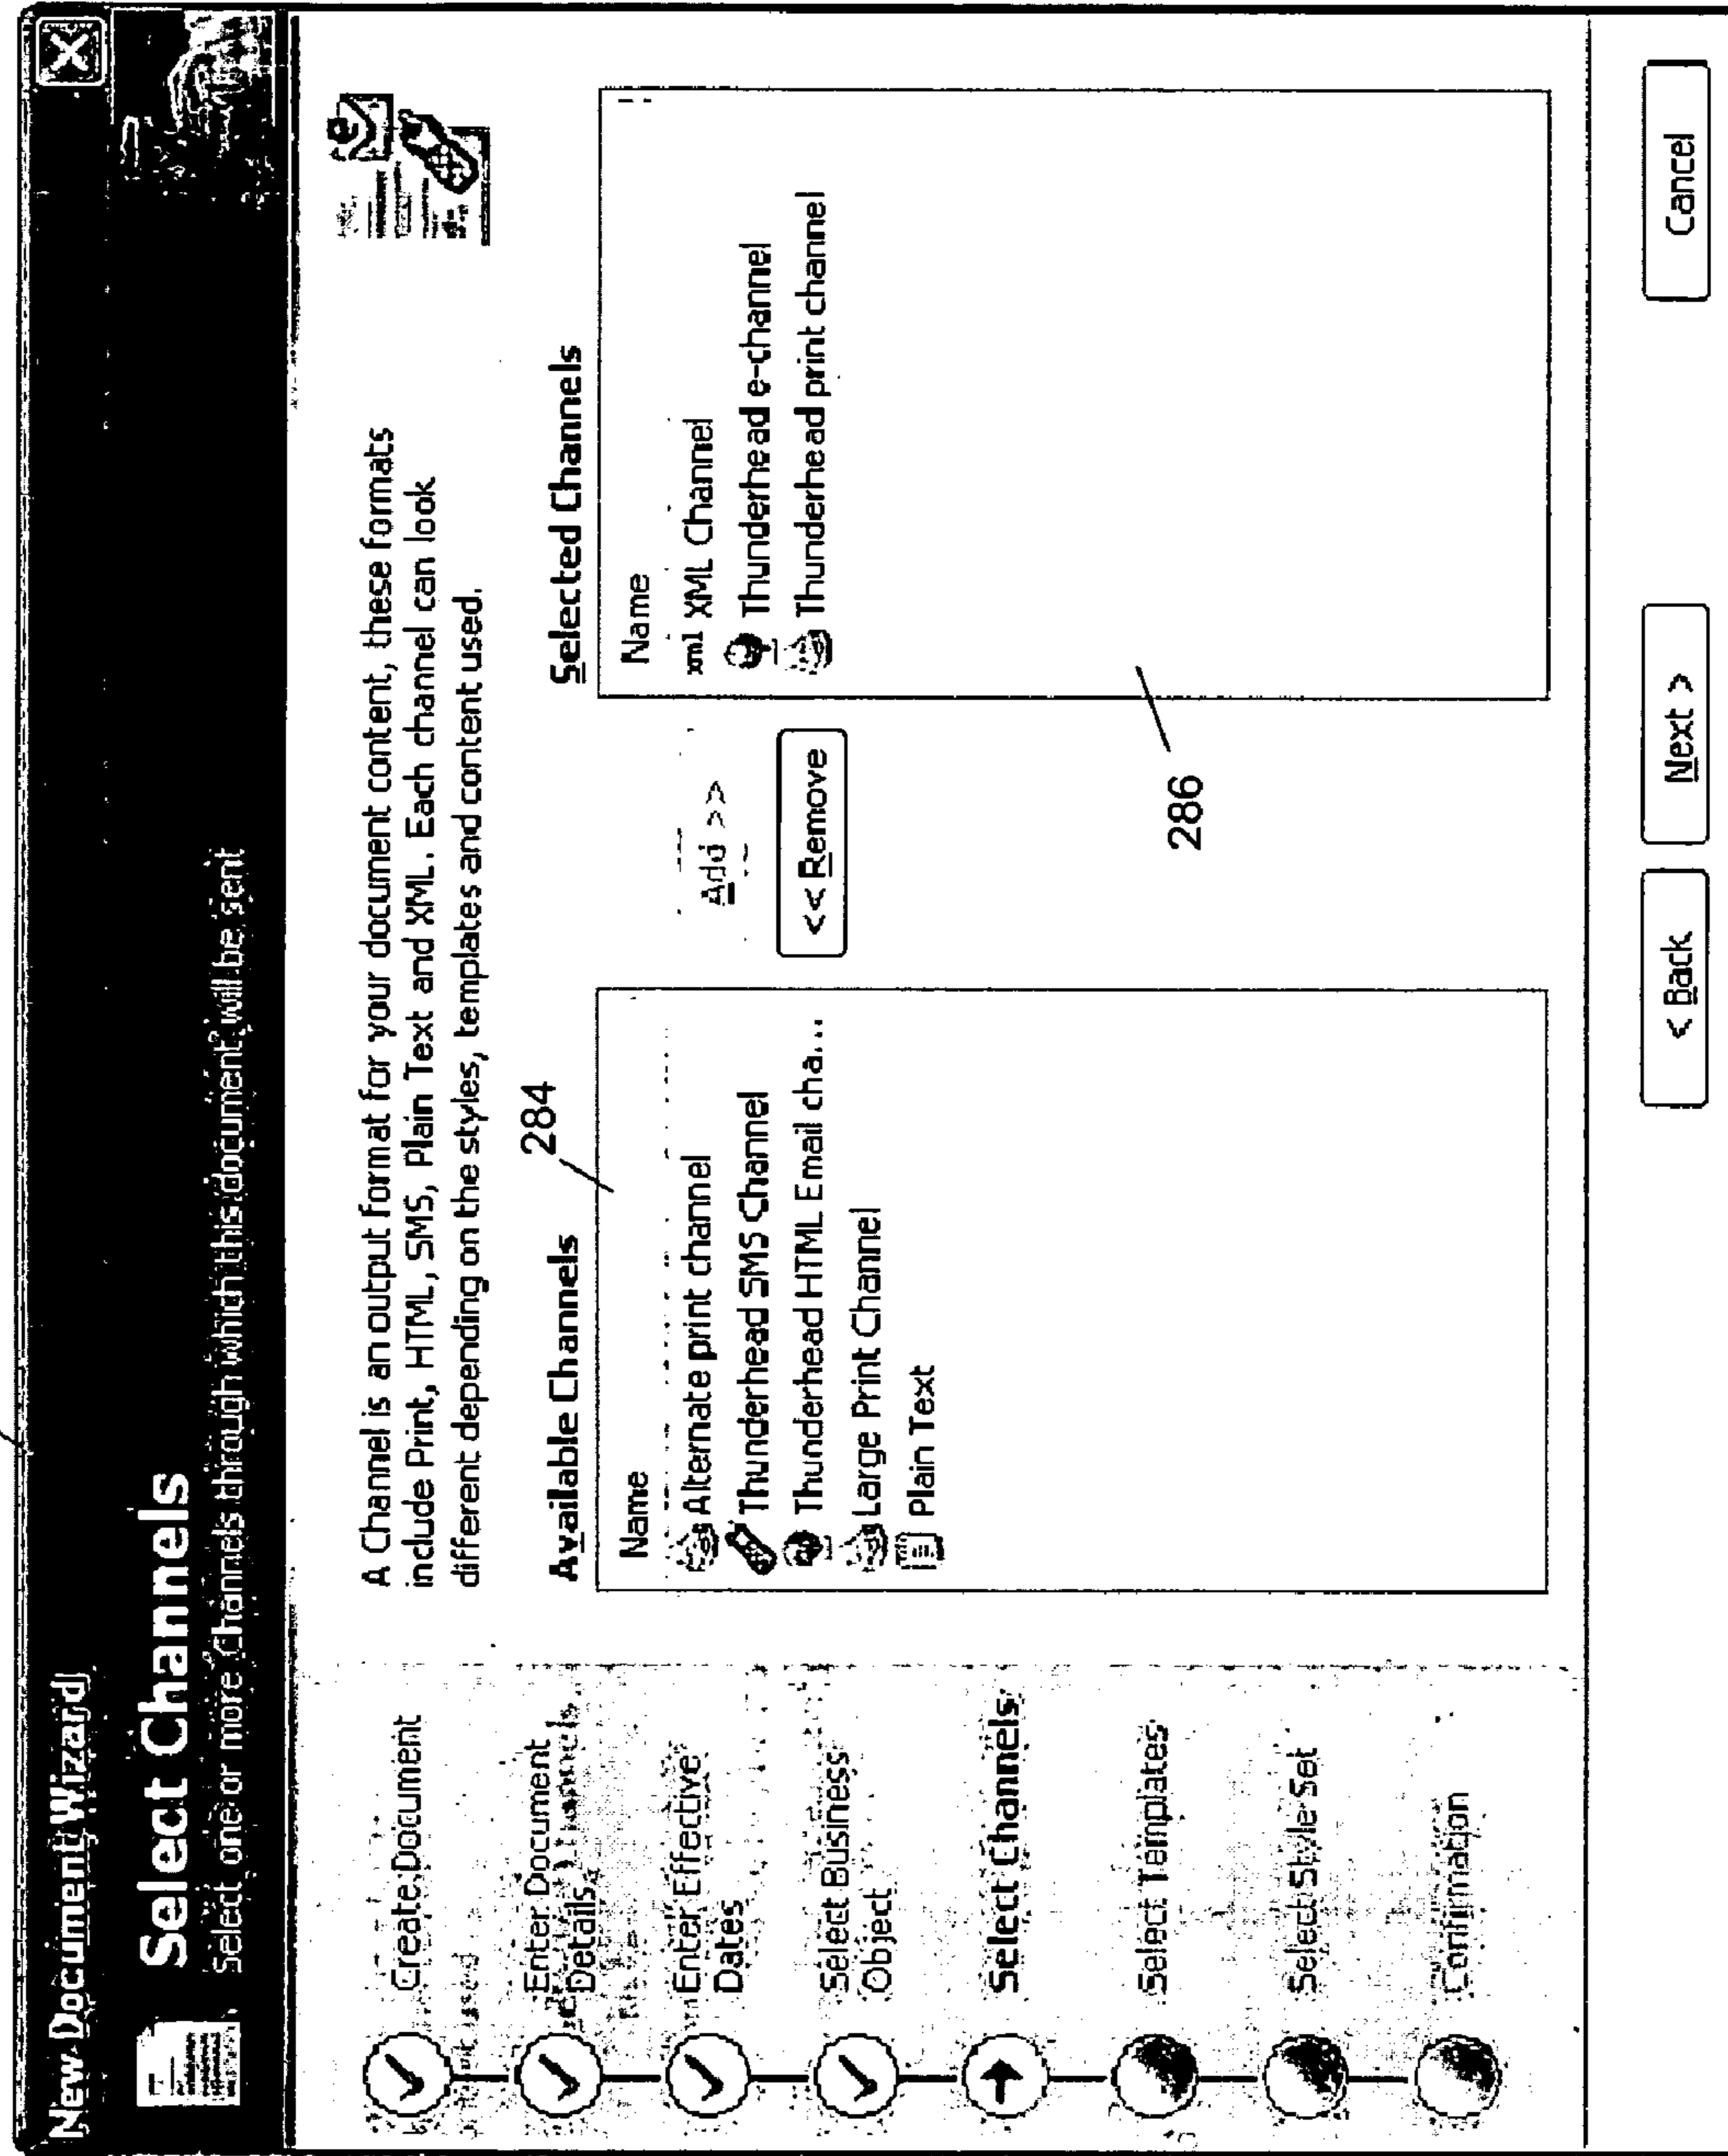 New Document Wizard
Select Channels
Select one or more Channels through which this document will be sent
Create Document
Enter Document
Details
Enter Effective
Dates
Select Business
Object
Select Channels
Select Templates
Select Style Set
Confirmation
A Channel is an output format for your document content, these formats
include Print, HTML, SMS, Plain Text and XML. Each channel can look
different depending on the styles, templates and content used.
Available Channels
284
Name
Alternate print channel
Thunderhead SMS Channel
Thunderhead HTML Email cha...
Large Print Channel
Plain Text
Add >>
<< Remove
Selected Channels
Name
xml XML Channel
Thunderhead e-channel
Thunderhead print channel
286
< Back
Next >
Cancel